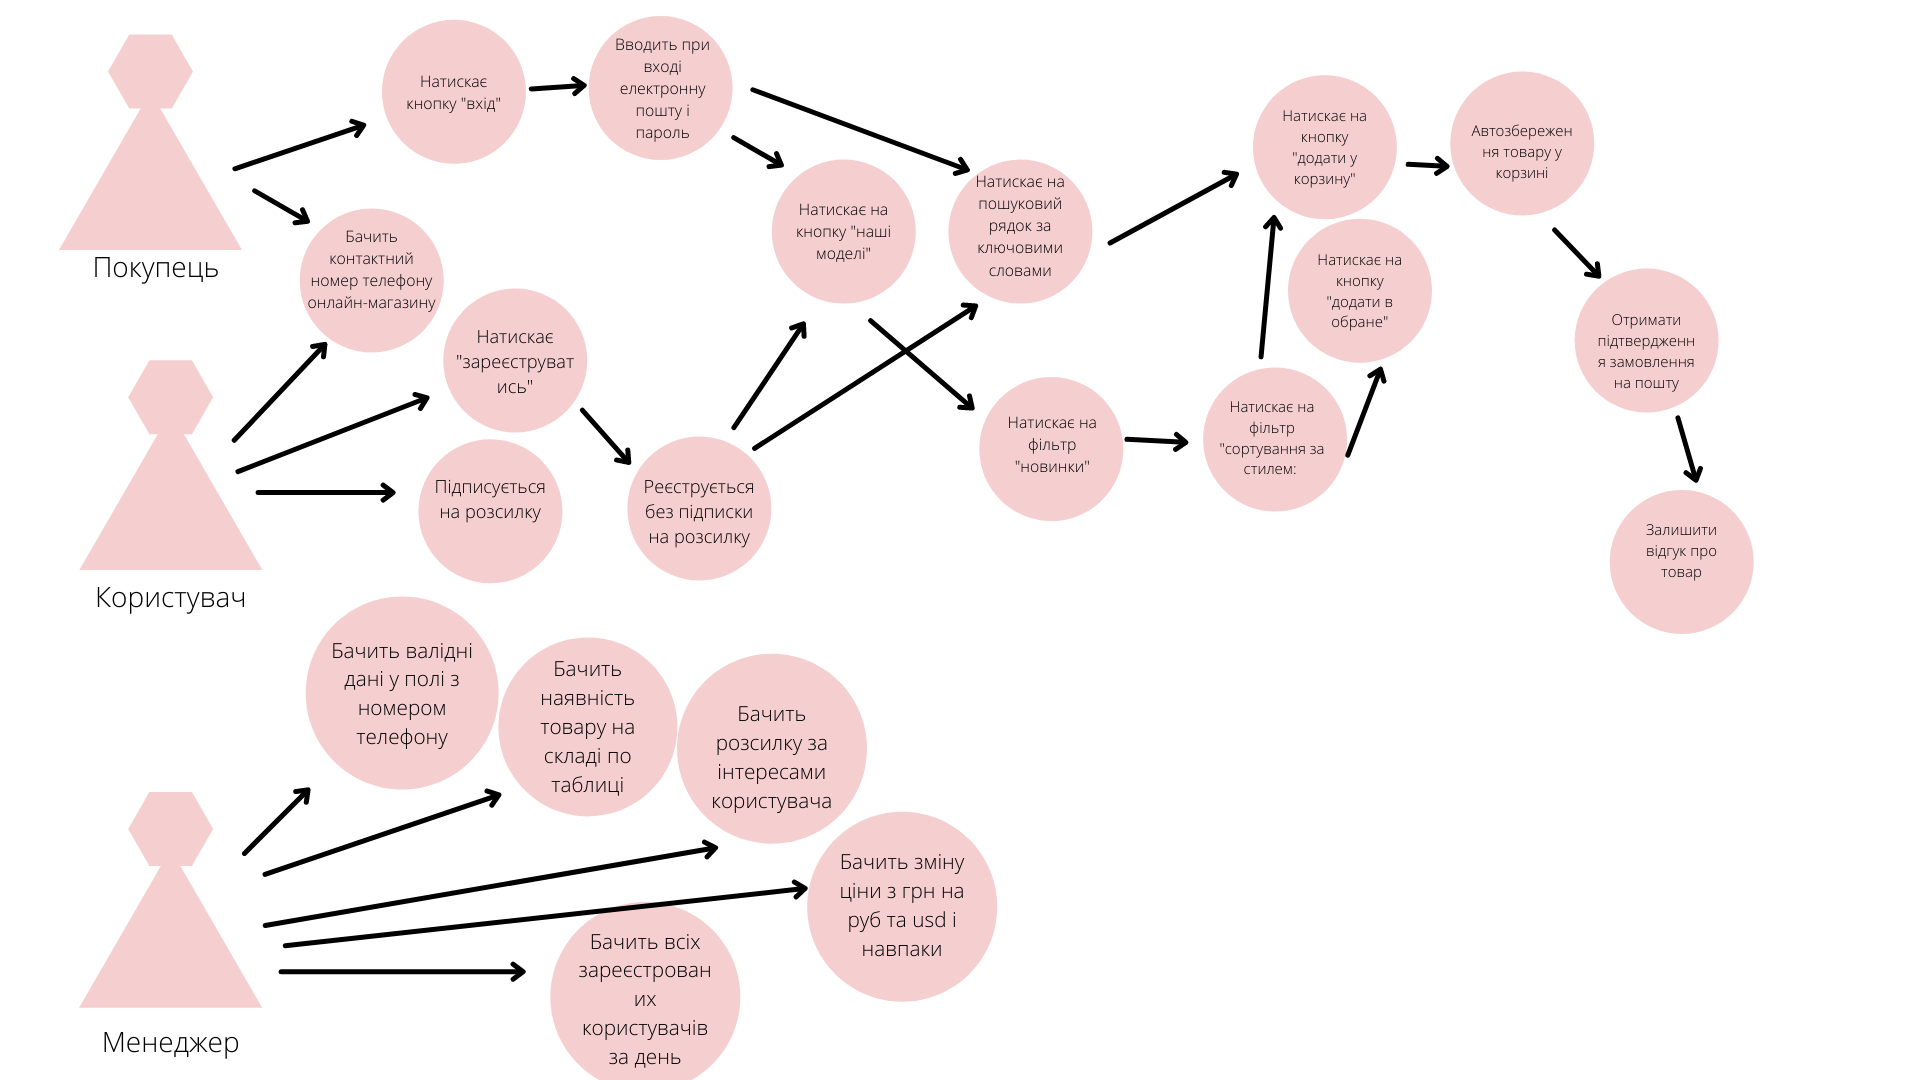 Покупець
Натискає
кнопку "вхід"
Вводить при
вході
електронну
пошту і
пароль
Бачить
контактний
номер телефону
онлайн-магазину
Натискає на
кнопку "наші
моделі"
Натискає на
пошуковий
рядок за
ключовими
словами
Натискає на
кнопку
"додати у
корзину"
Автозбережен
ня товару у
корзині
Натискає на
кнопку
"додати в
обране"
Отримати
підтвердженн
я замовлення
на пошту
Користувач
Натискає
"зареєструват
ись"
Підписується
на розсилку
Реєструється
без підписки
на розсилку
Натискає на
фільтр
"новинки"
Натискає на
фільтр
"сортування за
стилем:
Залишити
відгук про
товар
Менеджер
Бачить валідні
дані у полі з
номером
телефону
Бачить
наявність
товару на
складі по
таблиці
Бачить
розсилку за
інтересами
користувача
Бачить зміну
ціни з грн на
руб та usd і
навпаки
Бачить всіх
зареєстрован
их
користувачів
за день